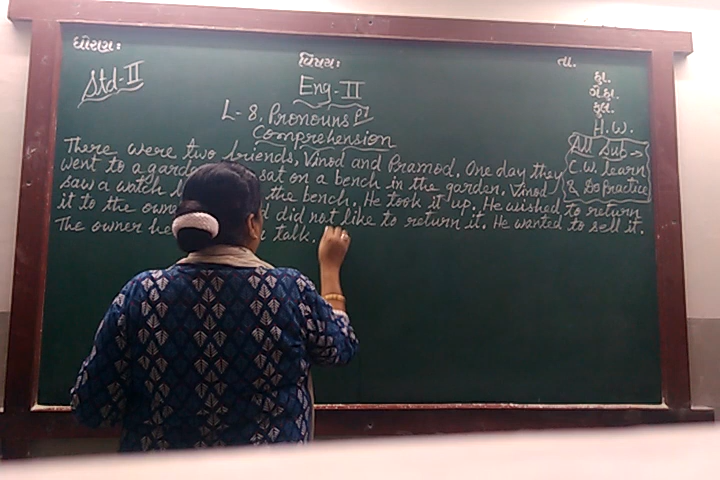 ધોરણઃ વિષયઃ તા.
Std-II Eng-II કુ.
L-8. Pronouns P1
Comprehension H.W.
All Sub →
C.W. Learn
& Do Practice
There were two friends, Vinod and Pramod. One day they
went to a sat on a bench in the garden. Vinod
saw a watch the bench. He took it up. He wished to return
it to the did not like to return it. He wanted to sell it.
The owner talk.